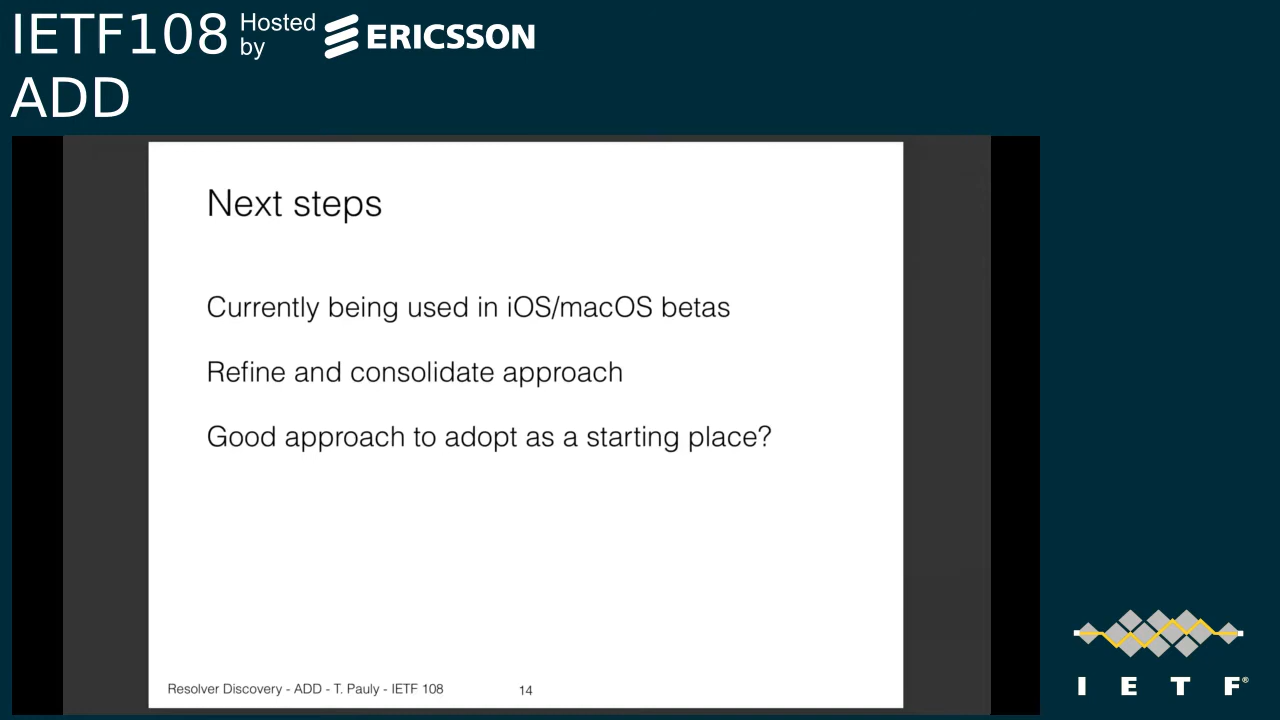 IETF108 Hosted by ERICSSON
ADD
Next steps
Currently being used in iOS/macOS betas
Refine and consolidate approach
Good approach to adopt as a starting place?
Resolver Discovery - ADD - T. Pauly - IETF 108 14
I E T F®